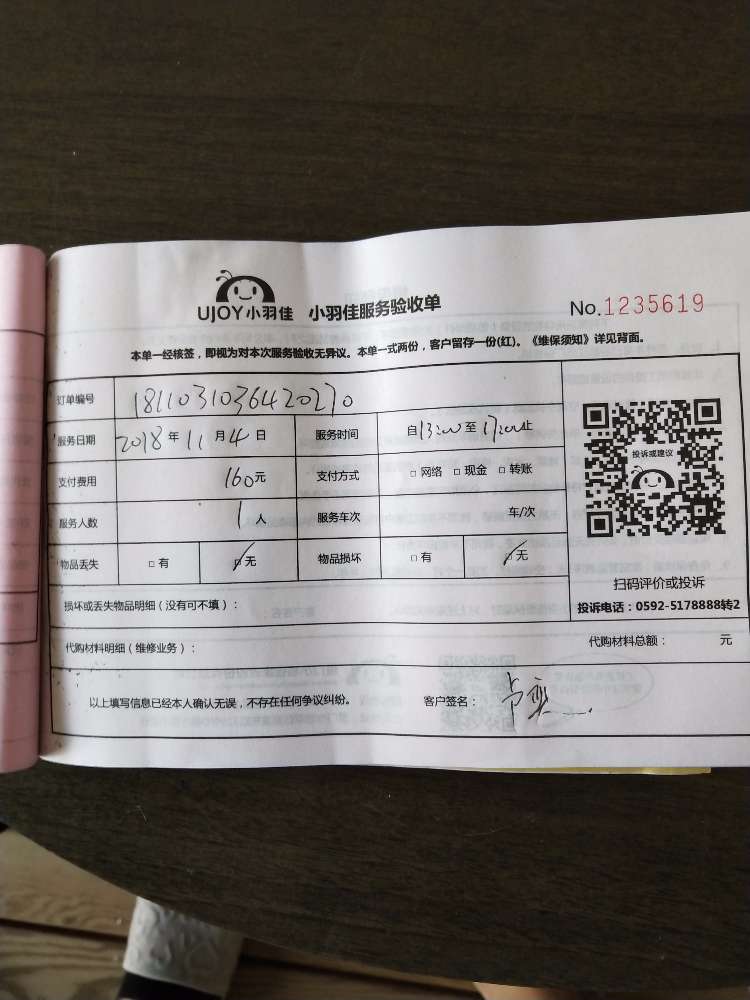 UJOY小羽佳 小羽佳服务验收单 No.1235619
本单一经核签，即视为对本次服务验收无异议。本单一式两份，客户留存一份(红)。《维保须知》详见背面。
订单编号 1811031036420270
服务日期 2018年11月4日 服务时间 自13:00至17:00止
支付费用 160元 支付方式 □网络 □现金 □转账
服务人数 1人 服务车次 车/次
物品丢失 □有 □无 物品损坏 □有 □无
损坏或丢失物品明细（没有可不填）：
代购材料明细（维修业务）： 代购材料总额： 元
以上填写信息已经本人确认无误，不存在任何争议纠纷。 客户签名：
投诉或建议
扫码评价或投诉
投诉电话：0592-5178888转2